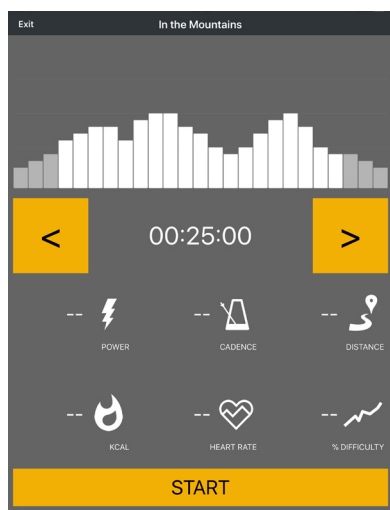 Exit In the Mountains
< 00:25:00 >
-- -- --
POWER CADENCE DISTANCE
-- -- --
KCAL HEART RATE % DIFFICULTY
START